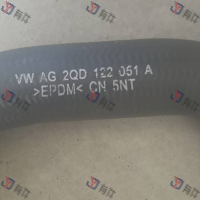 VW AG 2QD 122 051 A
>EPDM< CN 5NT